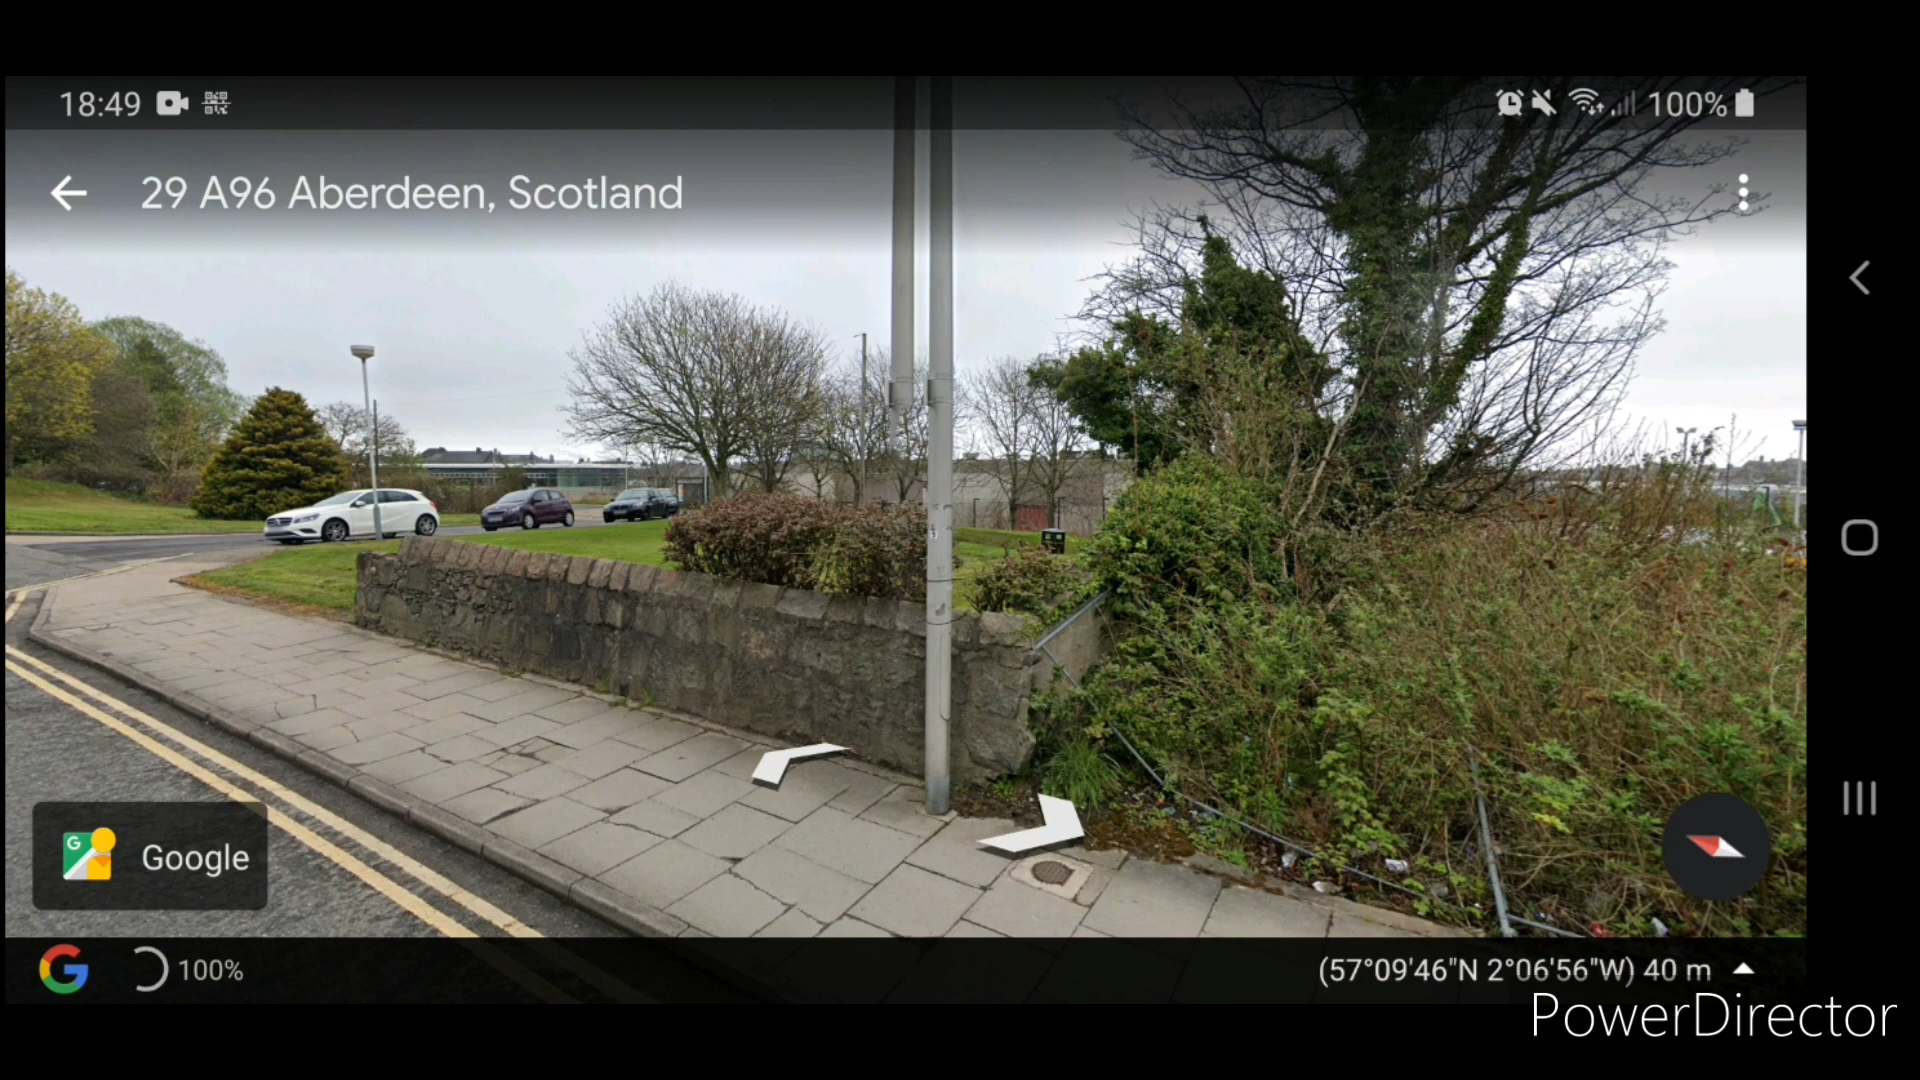 18:49
100%
29 A96 Aberdeen, Scotland
G
Google
G 100%
(57°09'46"N 2°06'56"W) 40 m
PowerDirector